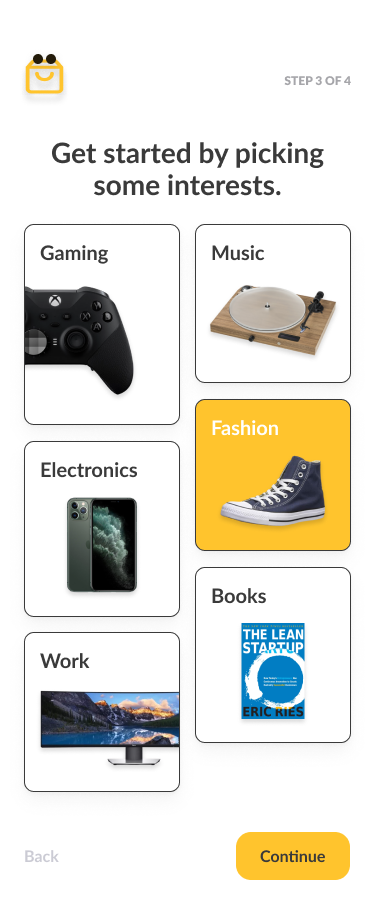 STEP 3 OF 4
Get started by picking
some interests.
Gaming
Music
Fashion
Electronics
Books
THE LEAN
STARTUP
ERIC RIES
Work
Back
Continue